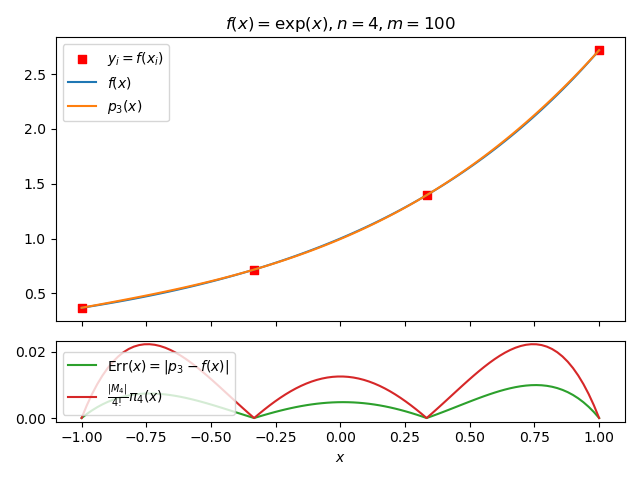 f(x) = exp(x), n = 4, m = 100
y_i = f(x_i)
f(x)
p_3(x)
2.5
2.0
1.5
1.0
0.5
0.02
0.00
Err(x) = |p_3 − f(x)|
|M_4|/4! π_4(x)
−1.00 −0.75 −0.50 −0.25 0.00 0.25 0.50 0.75 1.00
x